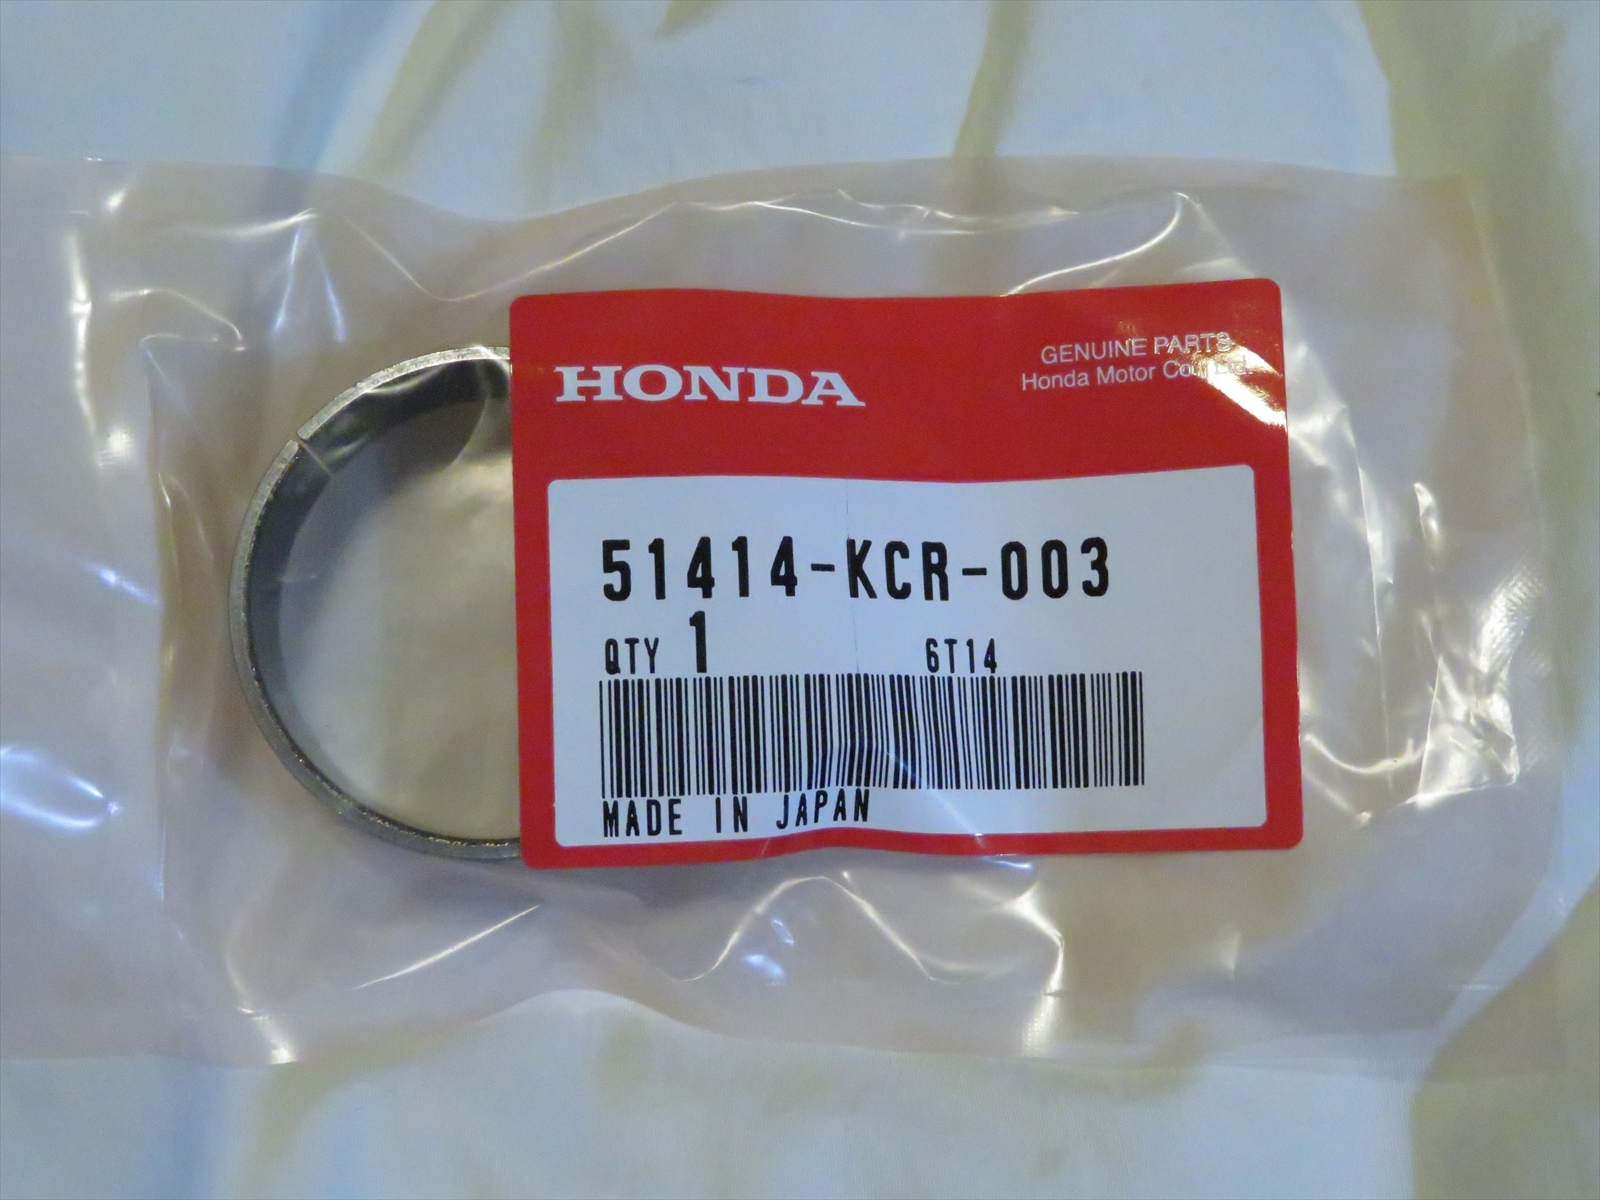 HONDA
GENUINE PARTS
Honda Motor Co., Ltd.
51414-KCR-003
QTY 1 6T14
MADE IN JAPAN